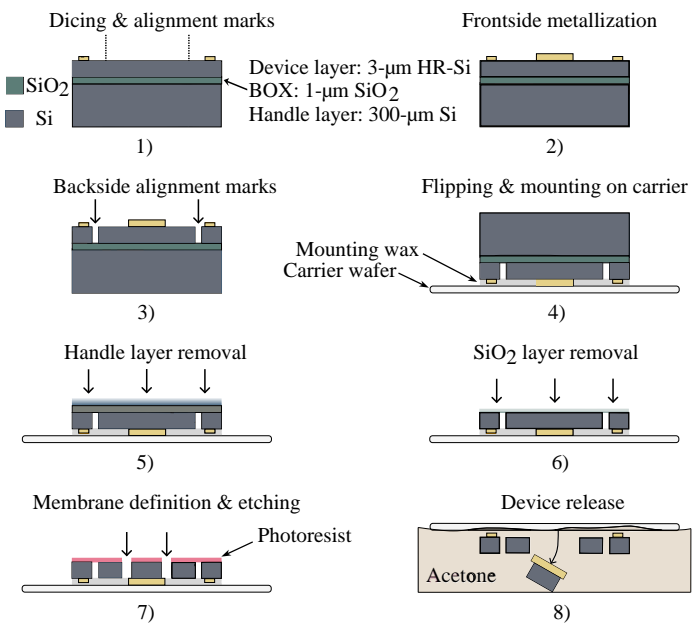 Dicing & alignment marks
Frontside metallization
SiO2
Si
Device layer: 3-μm HR-Si
BOX: 1-μm SiO2
Handle layer: 300-μm Si
1)
2)
Backside alignment marks
Flipping & mounting on carrier
Mounting wax
Carrier wafer
3)
4)
Handle layer removal
SiO2 layer removal
5)
6)
Membrane definition & etching
Device release
Photoresist
Acetone
7)
8)